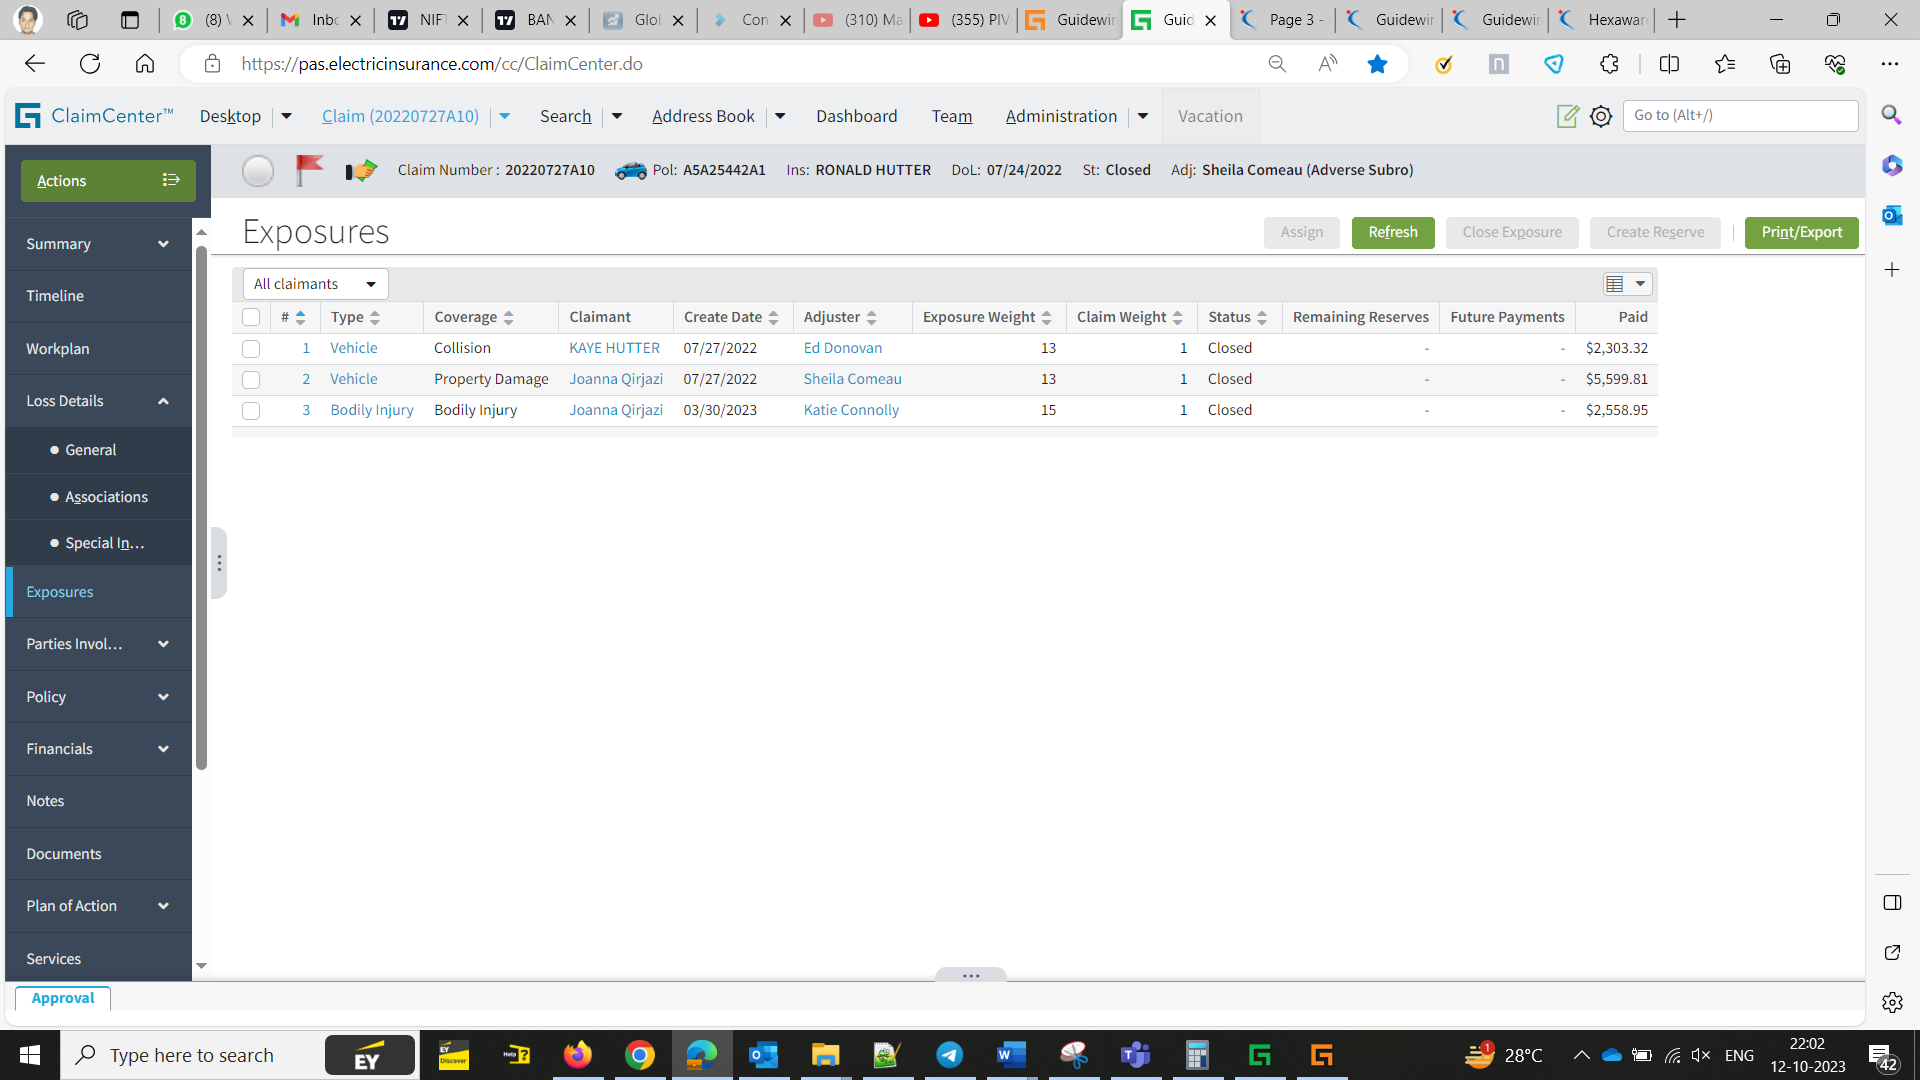 (8) W
Inbo
NIFT
BAN
Glob
Con
(310) Ma
(355) PIV
Guidewir
Guid
Page 3 -
Guidewir
Guidewir
Hexawar
https://pas.electricinsurance.com/cc/ClaimCenter.do
ClaimCenter™ Desktop Claim (20220727A10) Search Address Book Dashboard Team Administration Vacation Go to (Alt+/)
Actions
Claim Number : 20220727A10 Pol: A5A25442A1 Ins: RONALD HUTTER DoL: 07/24/2022 St: Closed Adj: Sheila Comeau (Adverse Subro)
Summary
Timeline
Workplan
Loss Details
General
Associations
Special In...
Exposures
Parties Invol...
Policy
Financials
Notes
Documents
Plan of Action
Services
Exposures
Assign Refresh Close Exposure Create Reserve Print/Export
All claimants
# Type Coverage Claimant Create Date Adjuster Exposure Weight Claim Weight Status Remaining Reserves Future Payments Paid
1 Vehicle Collision KAYE HUTTER 07/27/2022 Ed Donovan 13 1 Closed - - $2,303.32
2 Vehicle Property Damage Joanna Qirjazi 07/27/2022 Sheila Comeau 13 1 Closed - - $5,599.81
3 Bodily Injury Bodily Injury Joanna Qirjazi 03/30/2023 Katie Connolly 15 1 Closed - - $2,558.95
Approval
Type here to search
EY
EY Discover
Help ?
1
28°C
ENG
22:02
12-10-2023
42